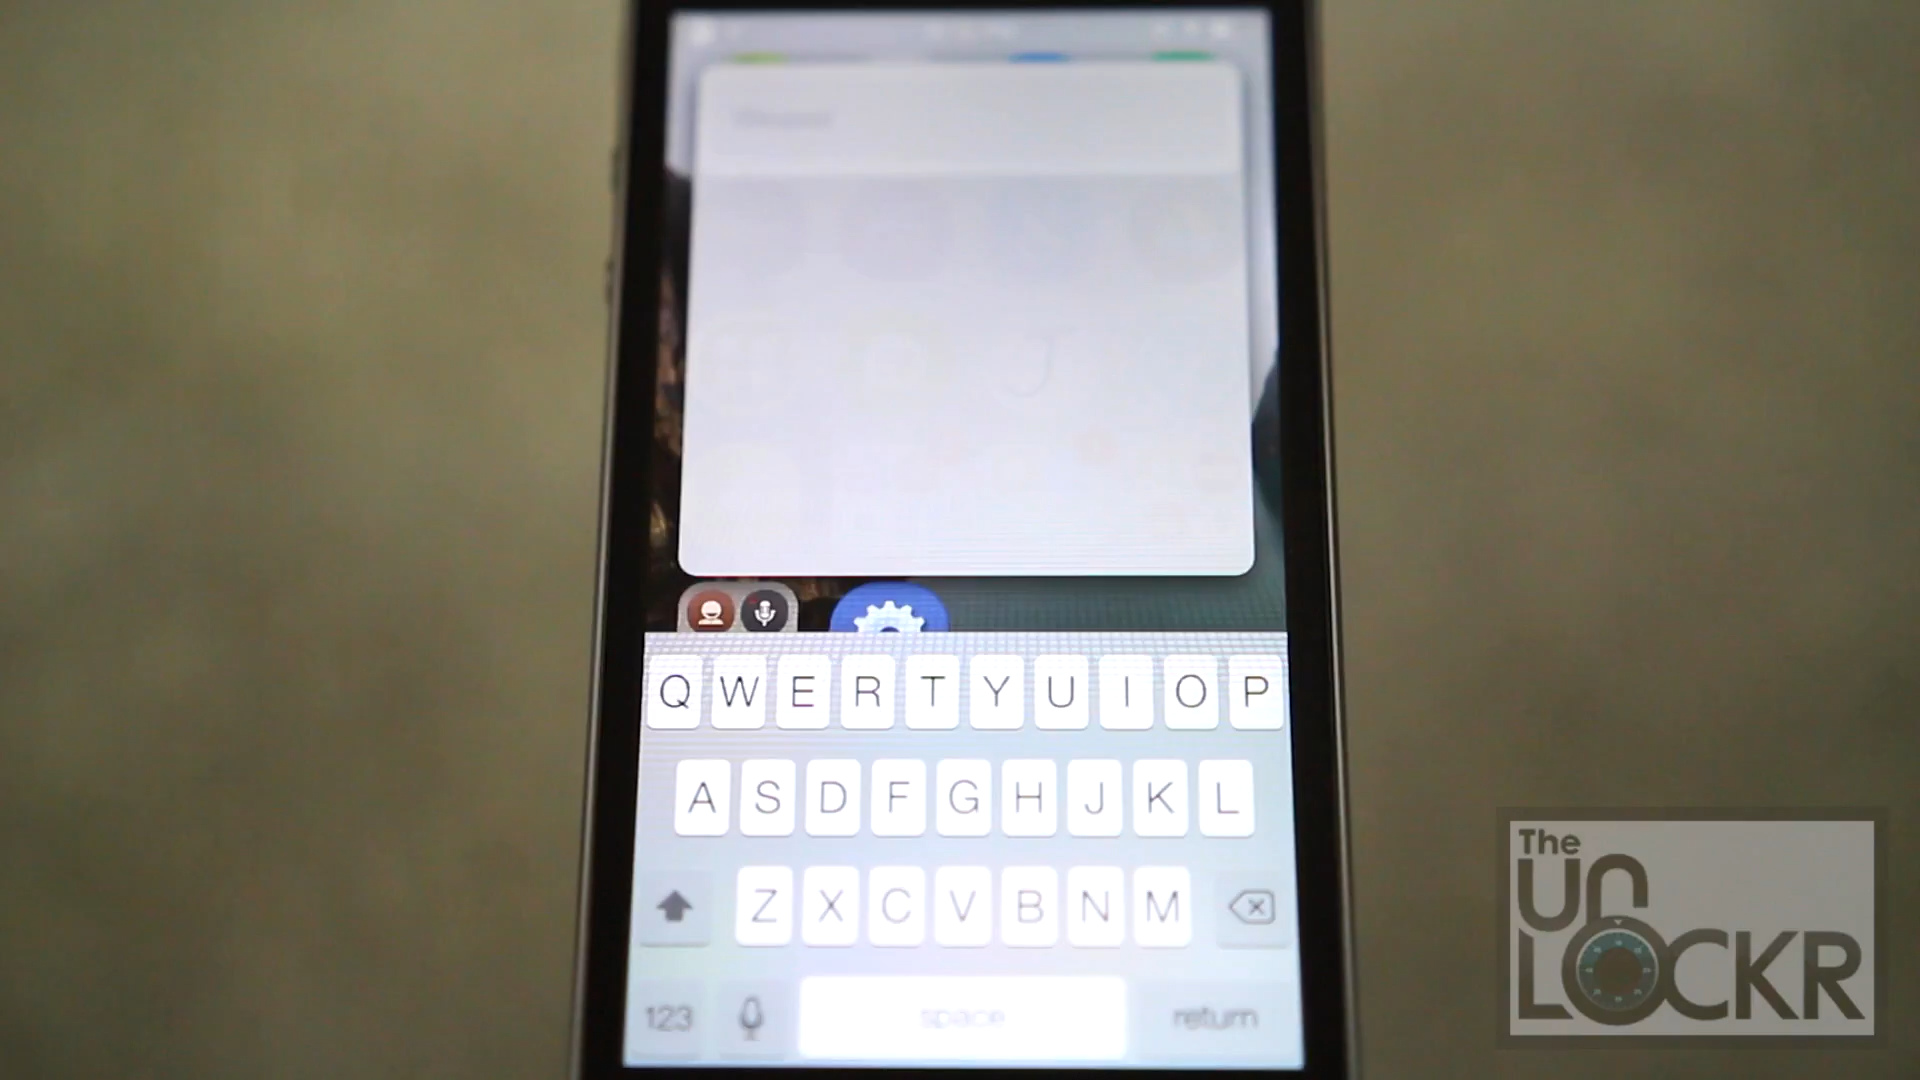 Q W E R T Y U I O P
A S D F G H J K L
Z X C V B N M
123 space return
The
UN
LOCKR